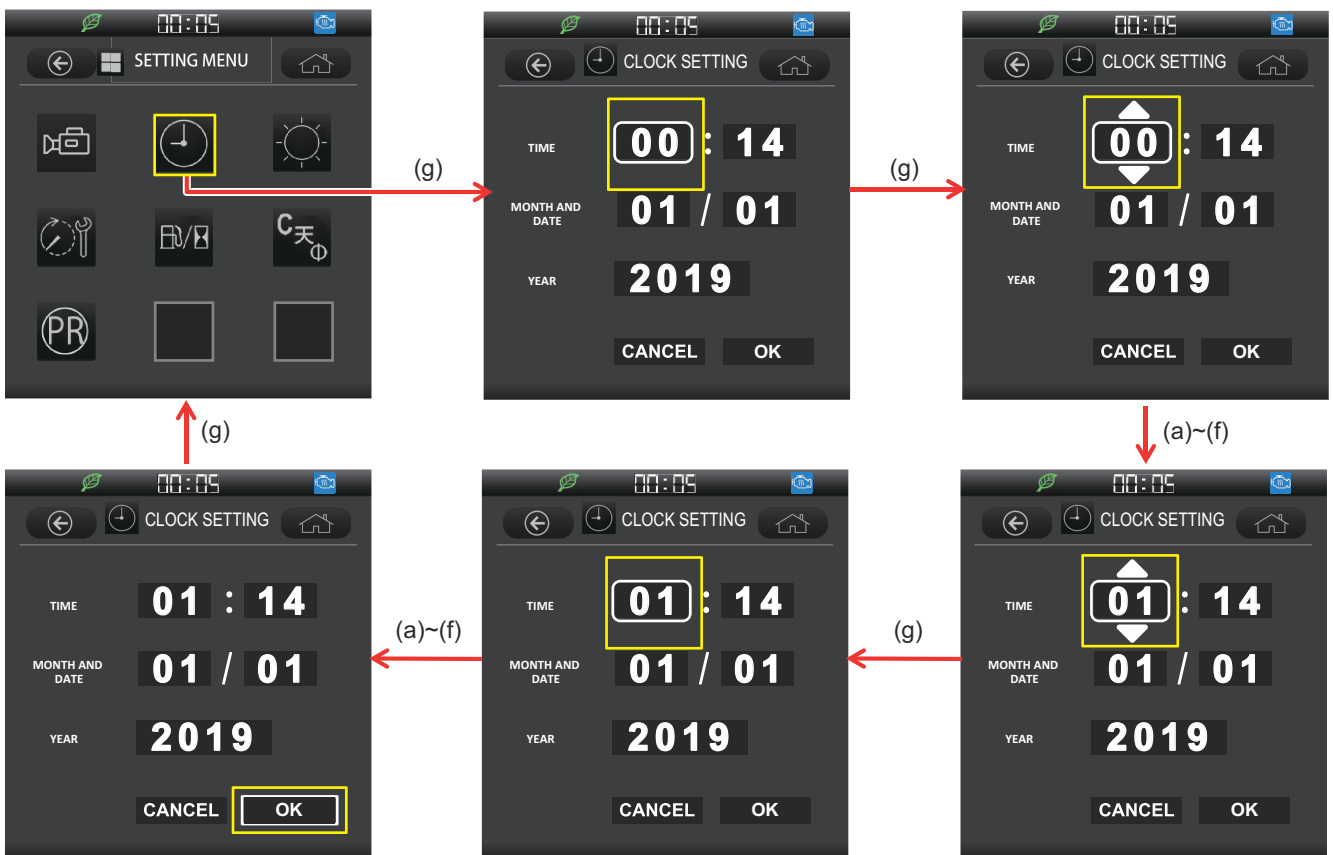 00:05
SETTING MENU
C天Φ
PR
(g)
00:05
CLOCK SETTING
TIME 00 : 14
MONTH AND DATE 01 / 01
YEAR 2019
CANCEL OK
(g)
00:05
CLOCK SETTING
TIME 00 : 14
MONTH AND DATE 01 / 01
YEAR 2019
CANCEL OK
(a)~(f)
00:05
CLOCK SETTING
TIME 01 : 14
MONTH AND DATE 01 / 01
YEAR 2019
CANCEL OK
(g)
00:05
CLOCK SETTING
TIME 01 : 14
MONTH AND DATE 01 / 01
YEAR 2019
CANCEL OK
(a)~(f)
00:05
CLOCK SETTING
TIME 01 : 14
MONTH AND DATE 01 / 01
YEAR 2019
CANCEL OK
(g)